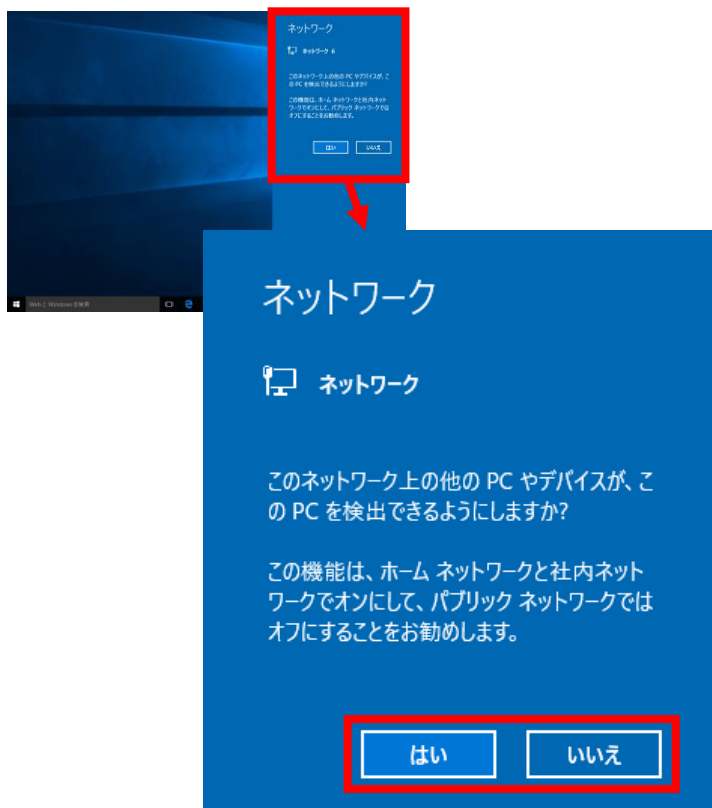 ネットワーク
ネットワーク 6
このネットワーク上の他の PC やデバイスが、こ
の PC を検出できるようにしますか?
この機能は、ホーム ネットワークと社内ネット
ワークでオンにして、パブリック ネットワークでは
オフにすることをお勧めします。
はい
いいえ
Web と Windows を検索
ネットワーク
ネットワーク
このネットワーク上の他の PC やデバイスが、こ
の PC を検出できるようにしますか?
この機能は、ホーム ネットワークと社内ネット
ワークでオンにして、パブリック ネットワークでは
オフにすることをお勧めします。
はい
いいえ